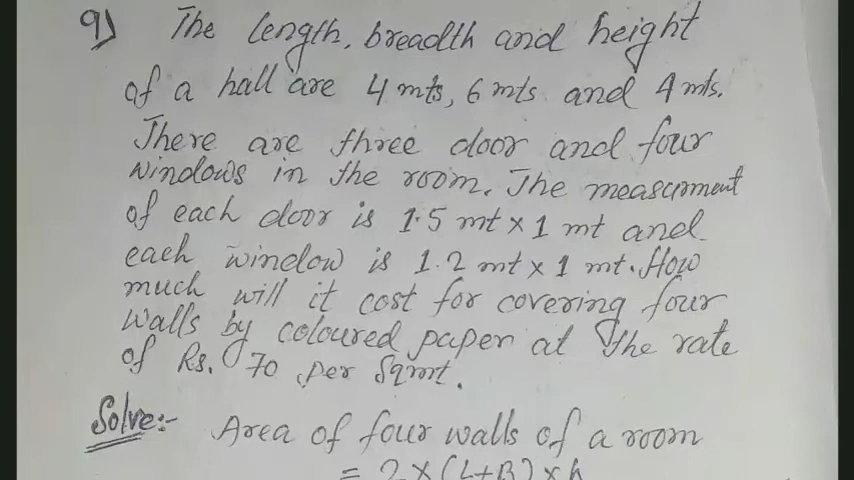 9) The length, breadth and height
of a hall are 4 mts, 6 mts and 4 mts.
There are three door and four
windows in the room. The measurment
of each door is 1.5 mt x 1 mt and
each window is 1.2 mt x 1 mt. How
much will it cost for covering four
walls by coloured paper at the rate
of Rs. 70 per Sqmt.
Solve:- Area of four walls of a room
= 2 x (L+B) x h